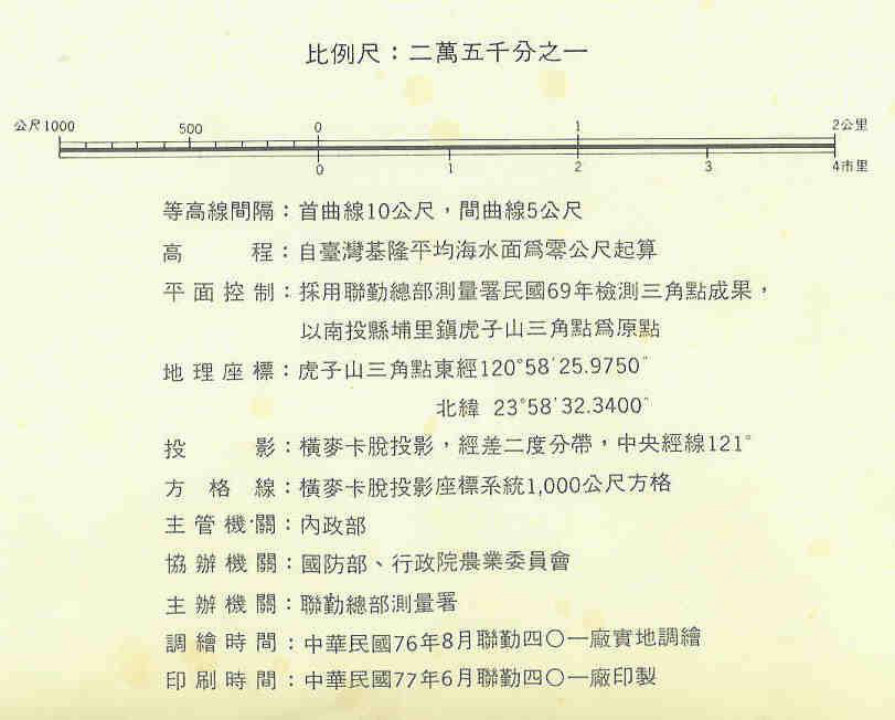 比例尺：二萬五千分之一
公尺1000 500 0 1 2公里
0 1 2 3 4市里
等高線間隔：首曲線10公尺，間曲線5公尺
高程：自臺灣基隆平均海水面爲零公尺起算
平面控制：採用聯勤總部測量署民國69年檢測三角點成果，
以南投縣埔里鎮虎子山三角點爲原點
地理座標：虎子山三角點東經120°58′25.9750″
北緯 23°58′32.3400″
投影：橫麥卡脫投影，經差二度分帶，中央經線121°
方格線：橫麥卡脫投影座標系統1,000公尺方格
主管機關：內政部
協辦機關：國防部、行政院農業委員會
主辦機關：聯勤總部測量署
調繪時間：中華民國76年8月聯勤四〇一廠實地調繪
印刷時間：中華民國77年6月聯勤四〇一廠印製